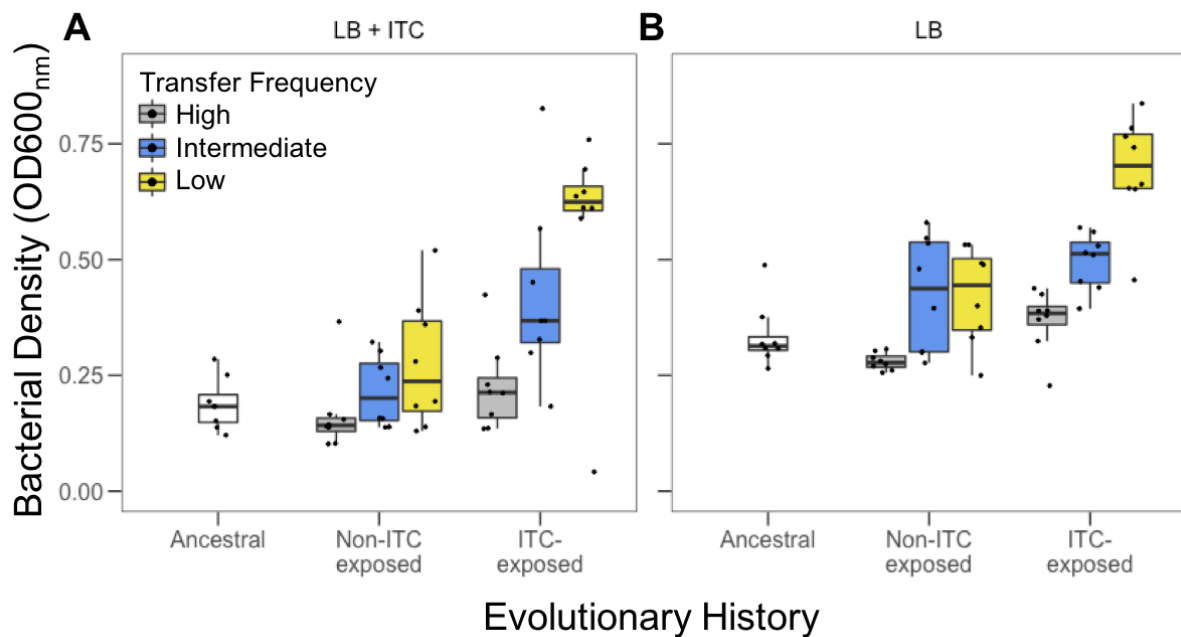 A
LB + ITC
B
LB
Transfer Frequency
High
Intermediate
Low
Bacterial Density (OD600nm)
0.75
0.50
0.25
0.00
Ancestral
Non-ITC
exposed
ITC-
exposed
Ancestral
Non-ITC
exposed
ITC-
exposed
Evolutionary History